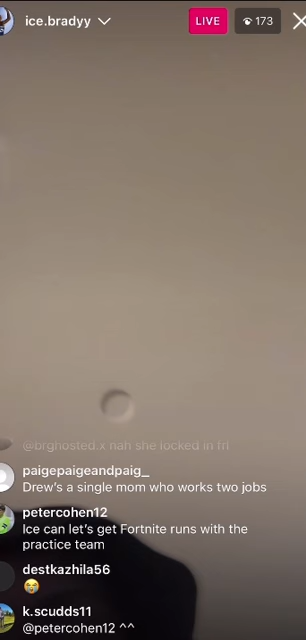 ice.bradyy
LIVE
173
@brghosted.x nah she locked in frl
paigepaigeandpaig_
Drew's a single mom who works two jobs
petercohen12
Ice can let's get Fortnite runs with the
practice team
destkazhila56
😭
k.scudds11
@petercohen12 ^^